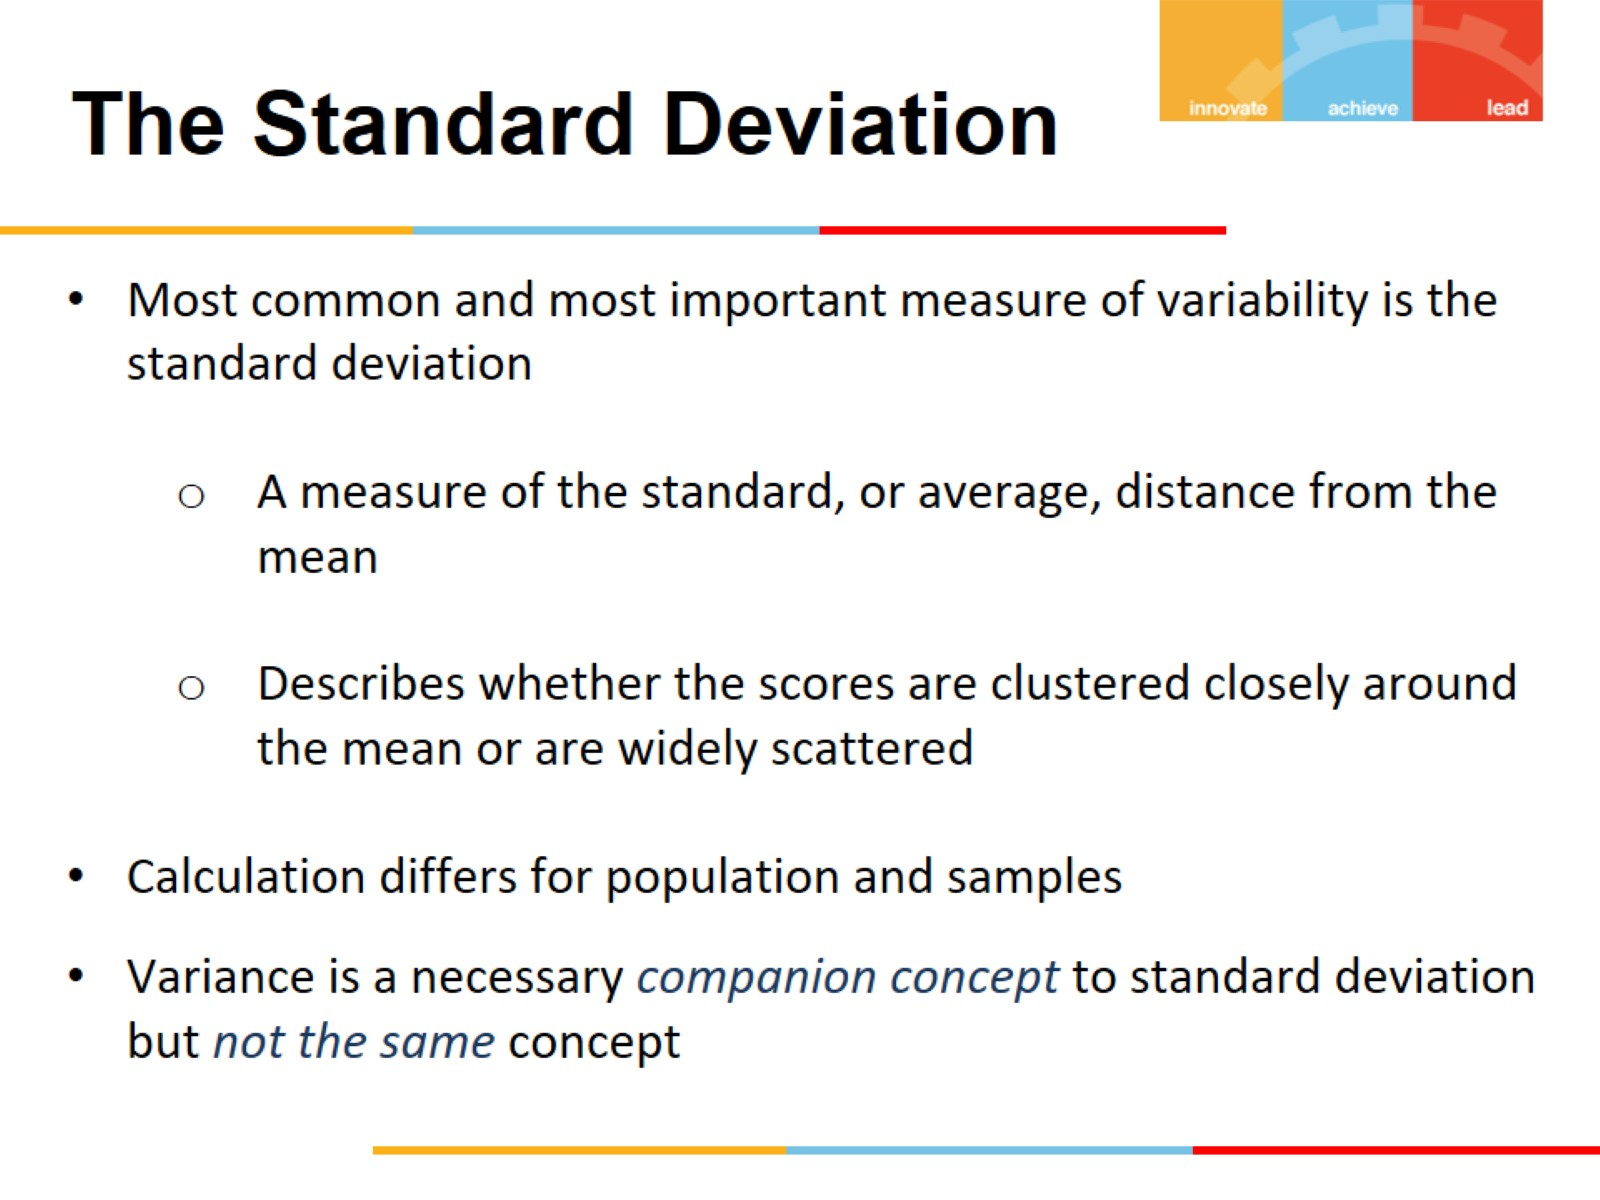 innovate achieve lead
The Standard Deviation
• Most common and most important measure of variability is the
standard deviation
o A measure of the standard, or average, distance from the
mean
o Describes whether the scores are clustered closely around
the mean or are widely scattered
• Calculation differs for population and samples
• Variance is a necessary companion concept to standard deviation
but not the same concept